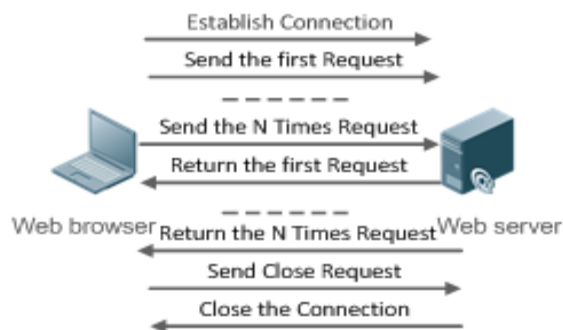 Establish Connection
Send the first Request
Send the N Times Request
Return the first Request
Web browser
Web server
Return the N Times Request
Send Close Request
Close the Connection